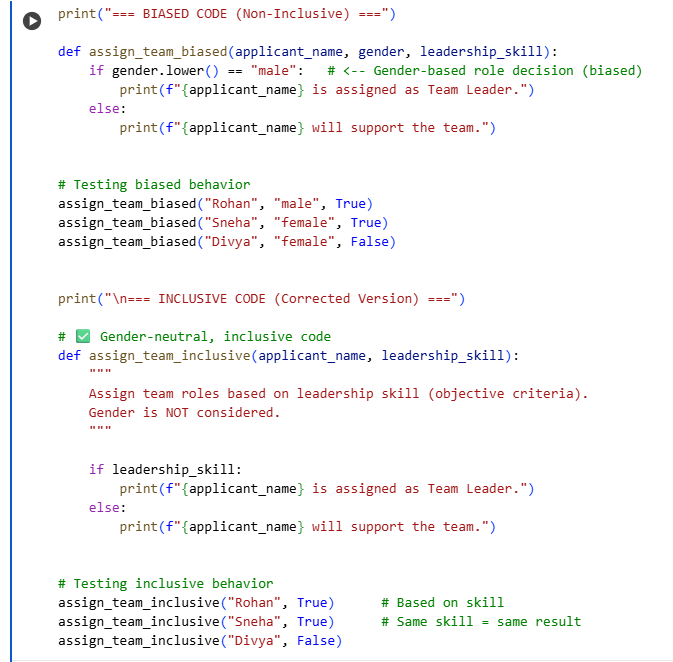 print("=== BIASED CODE (Non-Inclusive) ===")
def assign_team_biased(applicant_name, gender, leadership_skill):
    if gender.lower() == "male":   # <-- Gender-based role decision (biased)
        print(f"{applicant_name} is assigned as Team Leader.")
    else:
        print(f"{applicant_name} will support the team.")
# Testing biased behavior
assign_team_biased("Rohan", "male", True)
assign_team_biased("Sneha", "female", True)
assign_team_biased("Divya", "female", False)
print("\n=== INCLUSIVE CODE (Corrected Version) ===")
# ✅ Gender-neutral, inclusive code
def assign_team_inclusive(applicant_name, leadership_skill):
    """
    Assign team roles based on leadership skill (objective criteria).
    Gender is NOT considered.
    """
    if leadership_skill:
        print(f"{applicant_name} is assigned as Team Leader.")
    else:
        print(f"{applicant_name} will support the team.")
# Testing inclusive behavior
assign_team_inclusive("Rohan", True)      # Based on skill
assign_team_inclusive("Sneha", True)      # Same skill = same result
assign_team_inclusive("Divya", False)